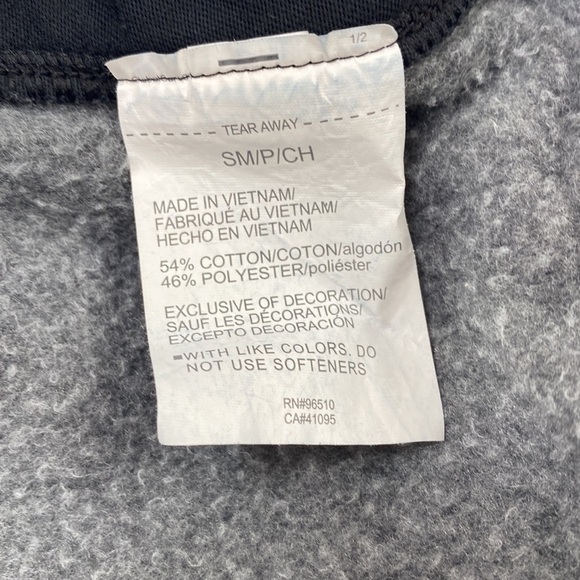 1/2
TEAR AWAY
SM/P/CH
MADE IN VIETNAM/
FABRIQUÉ AU VIETNAM/
HECHO EN VIETNAM
54% COTTON/COTON/algodón
46% POLYESTER/poliéster
EXCLUSIVE OF DECORATION/
SAUF LES DÉCORATIONS/
EXCEPTO DECORACIÓN
WITH LIKE COLORS. DO
NOT USE SOFTENERS
RN#96510
CA#41095